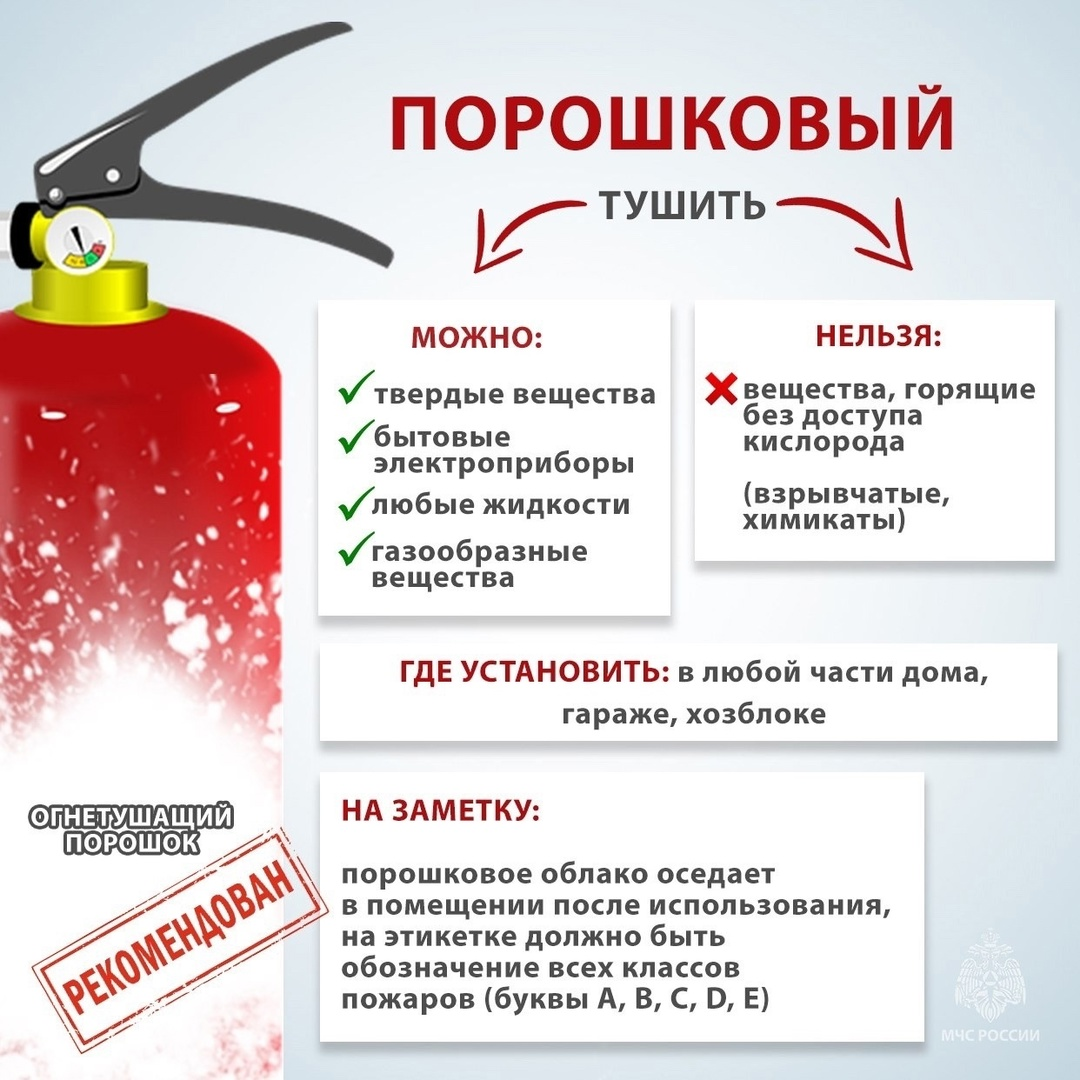 ПОРОШКОВЫЙ
ТУШИТЬ
МОЖНО:
твердые вещества
бытовые
электроприборы
любые жидкости
газообразные
вещества
НЕЛЬЗЯ:
вещества, горящие
без доступа
кислорода
(взрывчатые,
химикаты)
ГДЕ УСТАНОВИТЬ: в любой части дома,
гараже, хозблоке
НА ЗАМЕТКУ:
порошковое облако оседает
в помещении после использования,
на этикетке должно быть
обозначение всех классов
пожаров (буквы A, B, C, D, E)
ОГНЕТУШАЩИЙ
ПОРОШОК
РЕКОМЕНДОВАН
МЧС РОССИИ